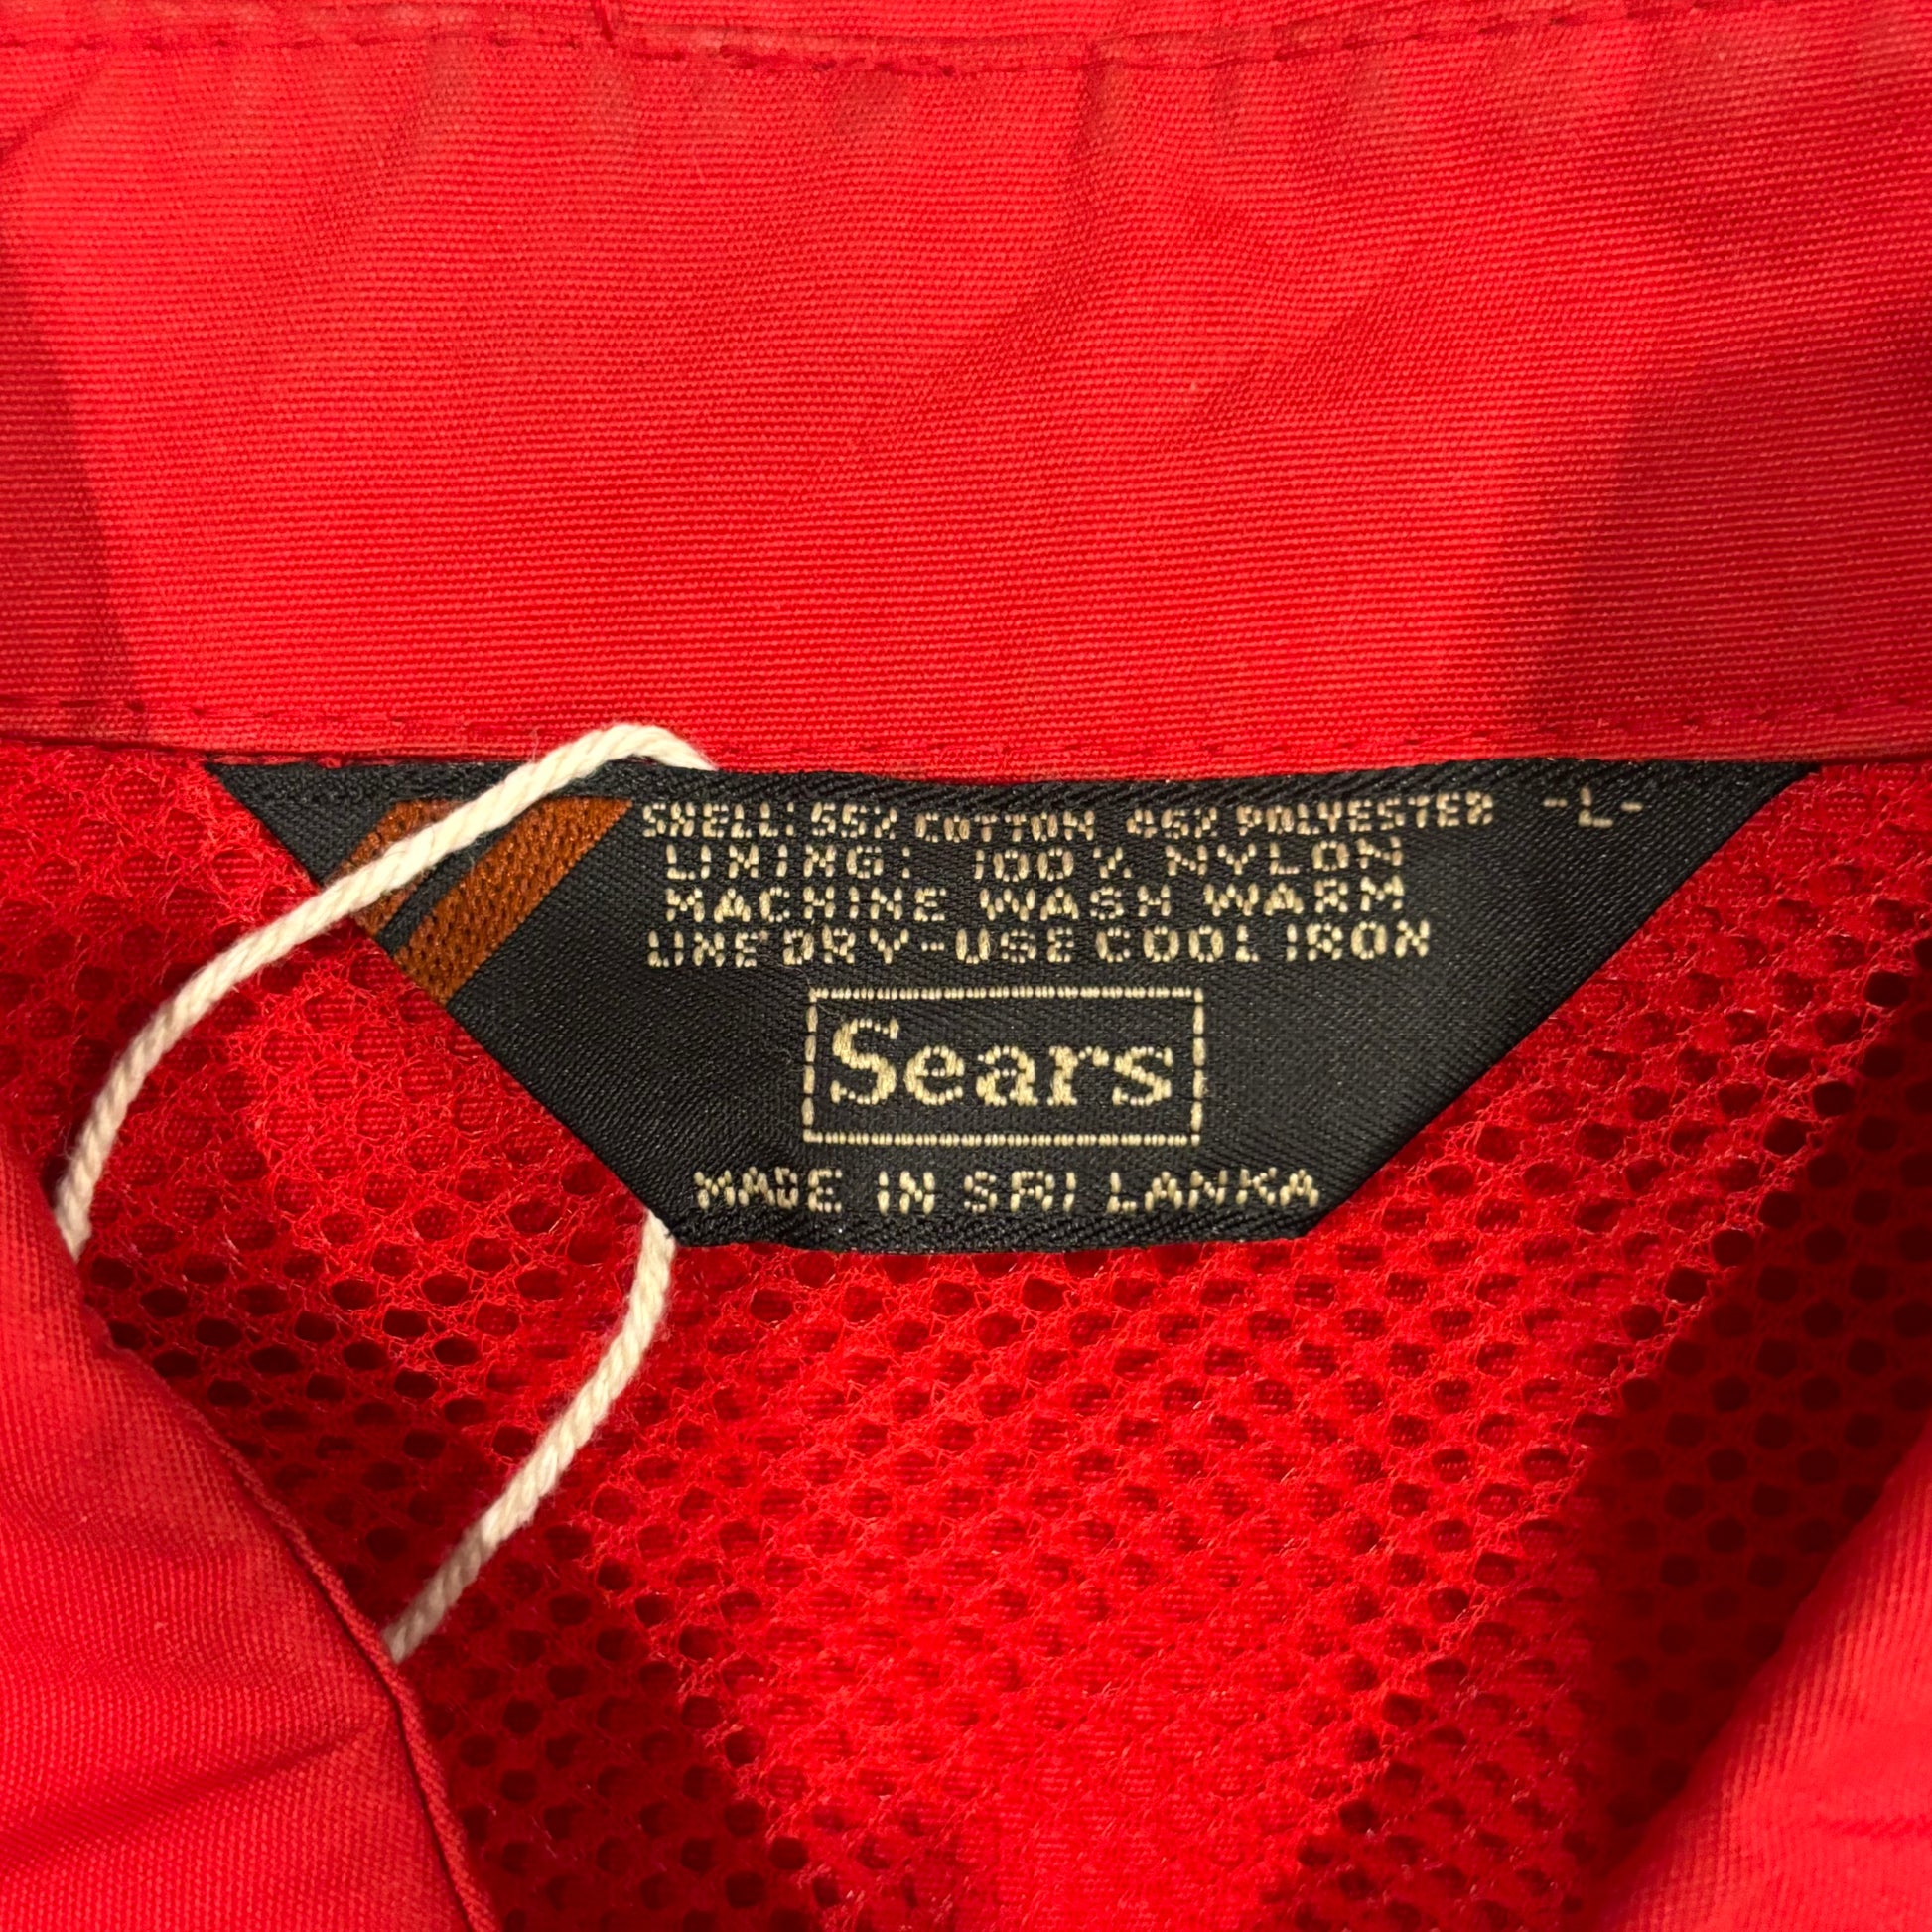 SHELL: 55% COTTON 45% POLYESTER -L-
LINING: 100% NYLON
MACHINE WASH WARM
LINE DRY-USE COOL IRON
Sears
MADE IN SRI LANKA